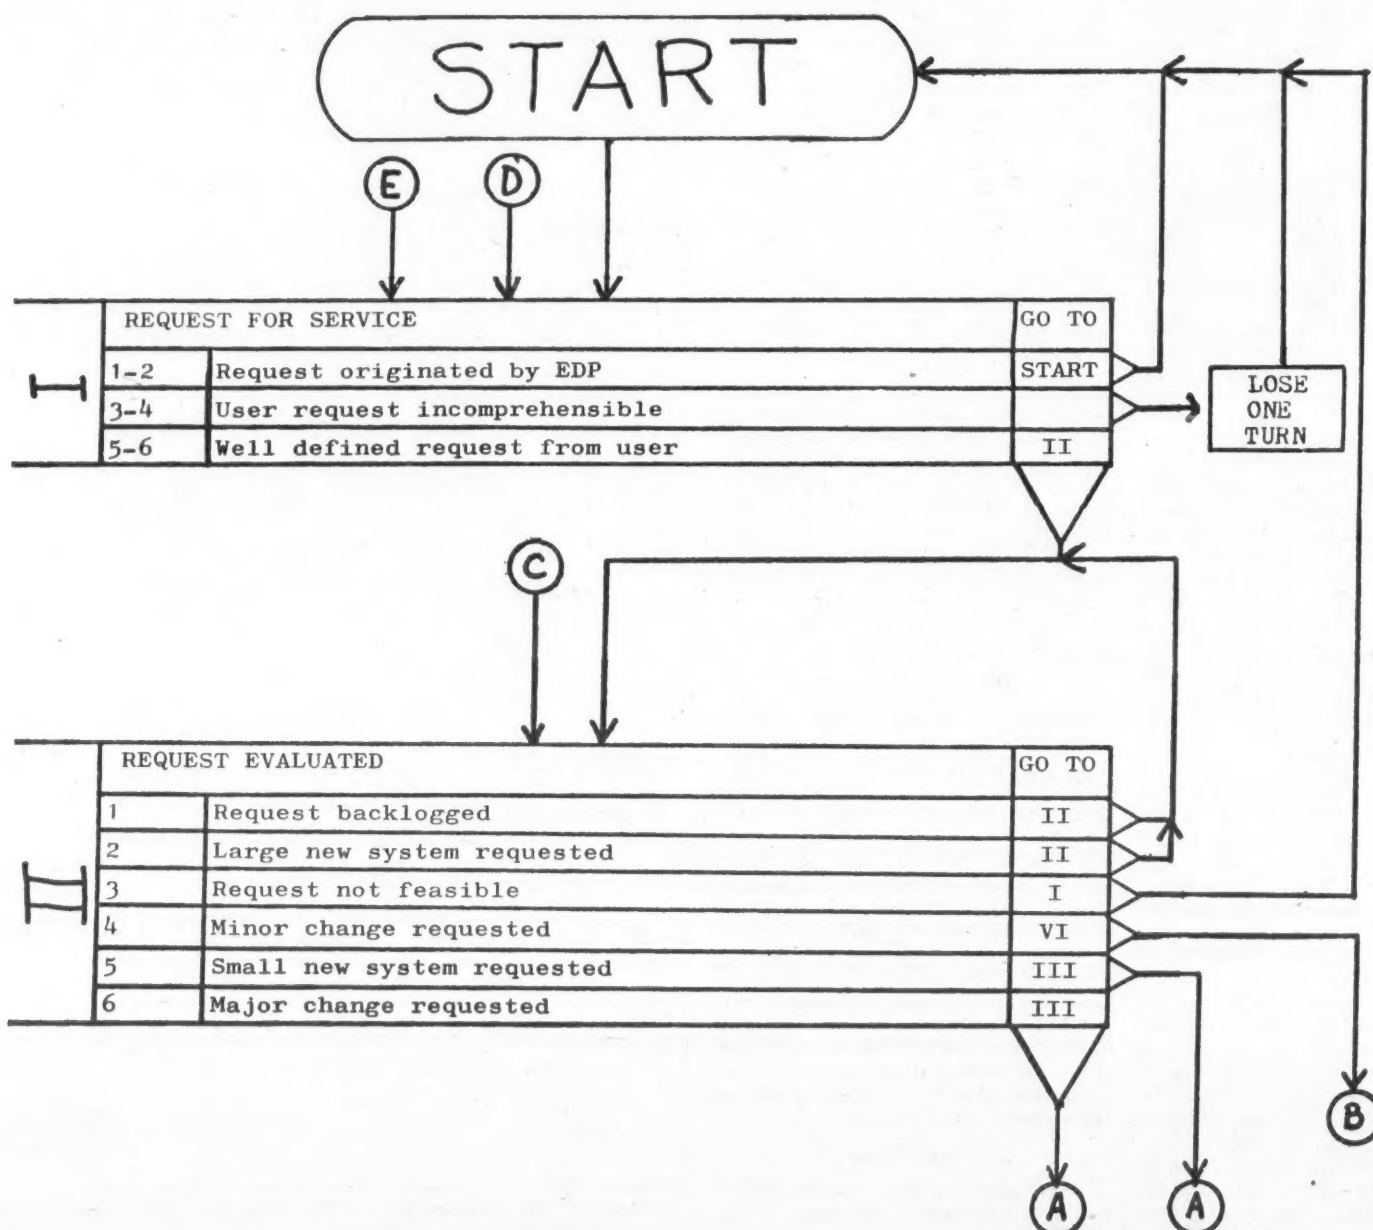 START
E D
REQUEST FOR SERVICE GO TO
I
1-2 Request originated by EDP START
3-4 User request incomprehensible
5-6 Well defined request from user II
LOSE
ONE
TURN
C
REQUEST EVALUATED GO TO
II
1 Request backlogged II
2 Large new system requested II
3 Request not feasible I
4 Minor change requested VI
5 Small new system requested III
6 Major change requested III
B
A A